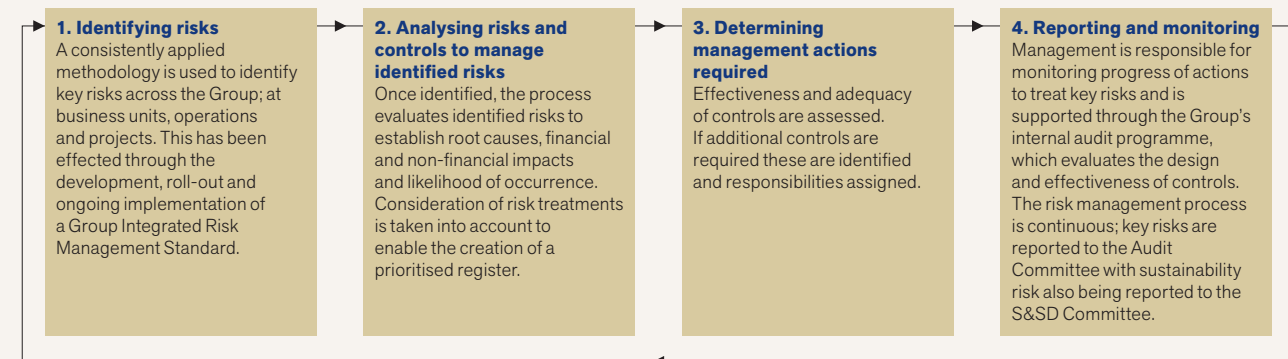 1. Identifying risks
A consistently applied
methodology is used to identify
key risks across the Group; at
business units, operations
and projects. This has been
effected through the
development, roll-out and
ongoing implementation of
a Group Integrated Risk
Management Standard.
2. Analysing risks and
controls to manage
identified risks
Once identified, the process
evaluates identified risks to
establish root causes, financial
and non-financial impacts
and likelihood of occurrence.
Consideration of risk treatments
is taken into account to
enable the creation of a
prioritised register.
3. Determining
management actions
required
Effectiveness and adequacy
of controls are assessed.
If additional controls are
required these are identified
and responsibilities assigned.
4. Reporting and monitoring
Management is responsible for
monitoring progress of actions
to treat key risks and is
supported through the Group’s
internal audit programme,
which evaluates the design
and effectiveness of controls.
The risk management process
is continuous; key risks are
reported to the Audit
Committee with sustainability
risk also being reported to the
S&SD Committee.